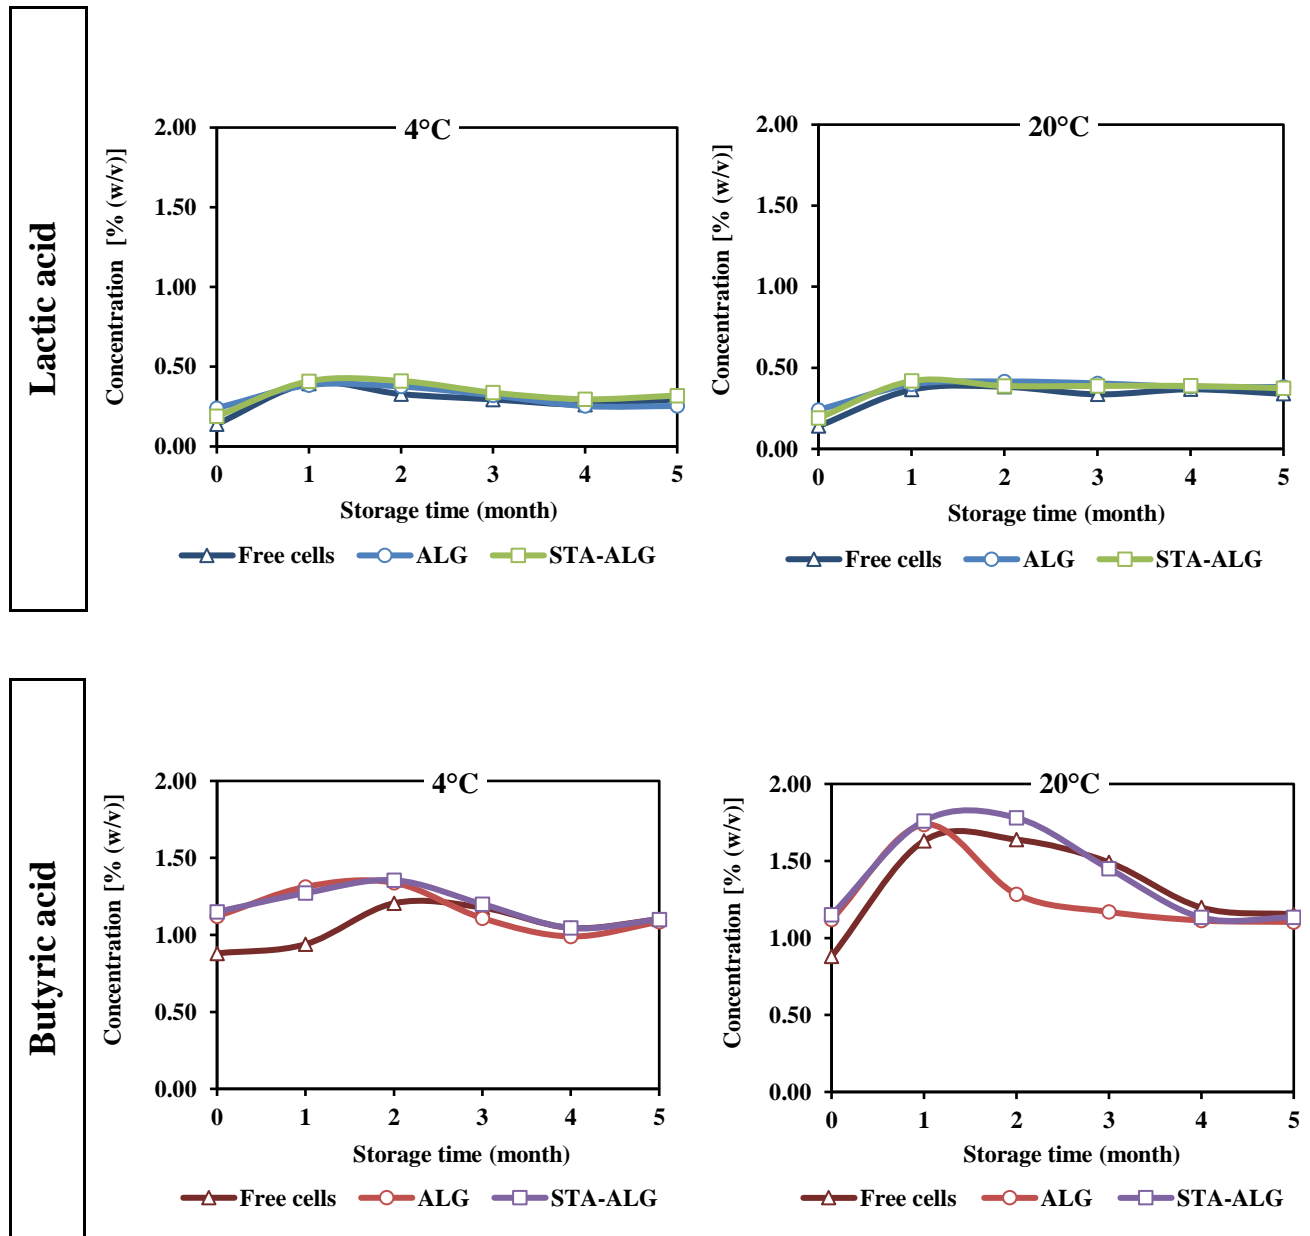 Lactic acid
4°C
Concentration [% (w/v)]
2.00
1.50
1.00
0.50
0.00
0 1 2 3 4 5
Storage time (month)
Free cells ALG STA-ALG
20°C
Concentration [% (w/v)]
2.00
1.50
1.00
0.50
0.00
0 1 2 3 4 5
Storage time (month)
Free cells ALG STA-ALG
Butyric acid
4°C
Concentration [% (w/v)]
2.00
1.50
1.00
0.50
0.00
0 1 2 3 4 5
Storage time (month)
Free cells ALG STA-ALG
20°C
Concentration [% (w/v)]
2.00
1.50
1.00
0.50
0.00
0 1 2 3 4 5
Storage time (month)
Free cells ALG STA-ALG